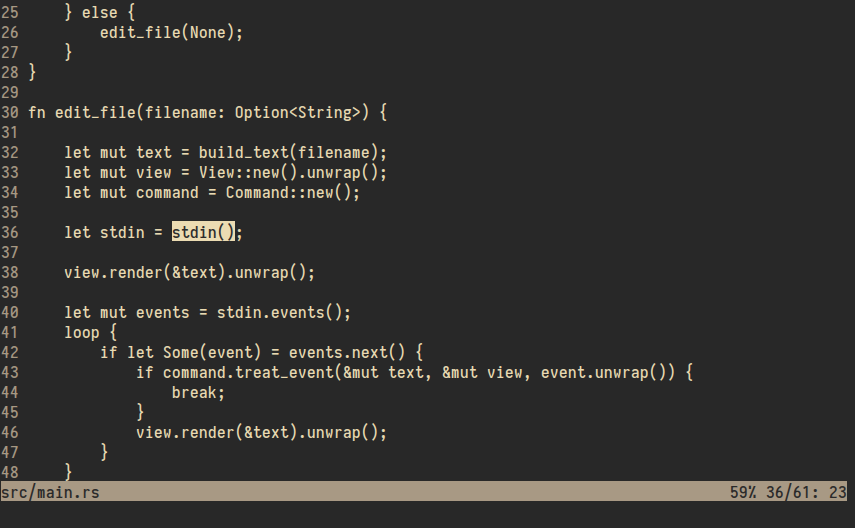 25     } else {
26         edit_file(None);
27     }
28 }
29
30 fn edit_file(filename: Option<String>) {
31
32     let mut text = build_text(filename);
33     let mut view = View::new().unwrap();
34     let mut command = Command::new();
35
36     let stdin = stdin();
37
38     view.render(&text).unwrap();
39
40     let mut events = stdin.events();
41     loop {
42         if let Some(event) = events.next() {
43             if command.treat_event(&mut text, &mut view, event.unwrap()) {
44                 break;
45             }
46             view.render(&text).unwrap();
47         }
48     }
src/main.rs 59% 36/61: 23